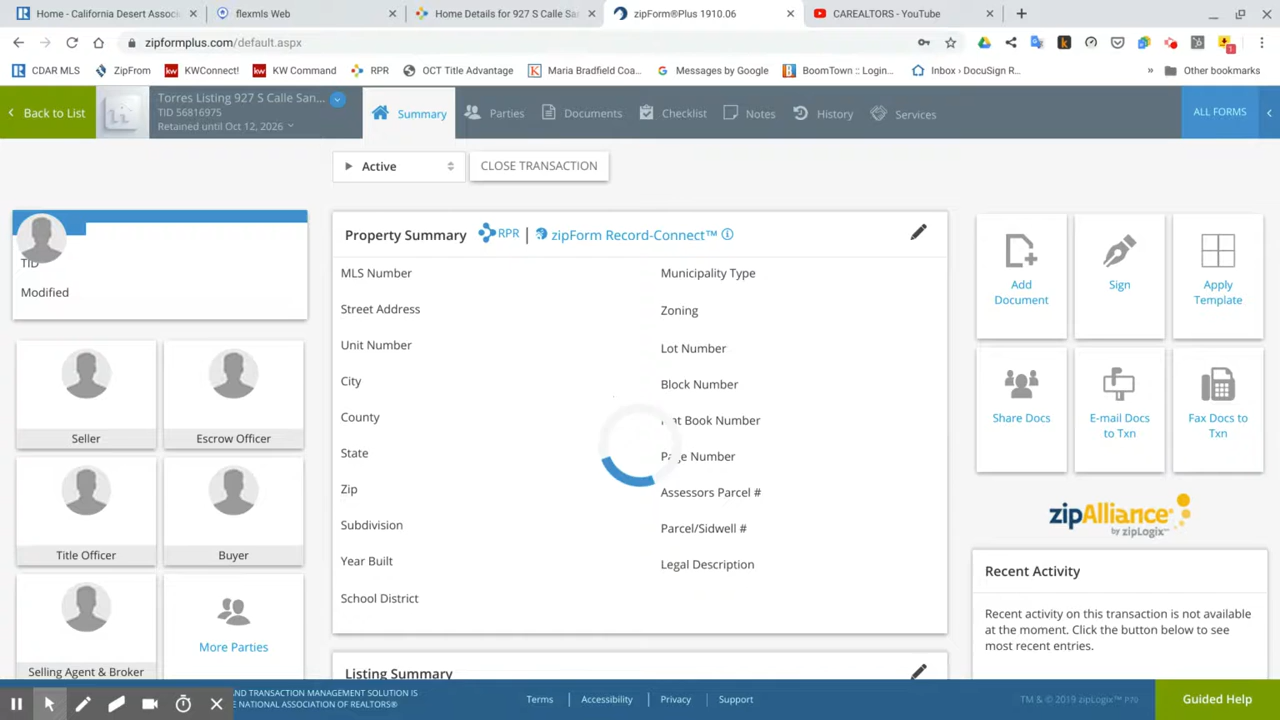 Home - California Desert Associ
flexmls Web
Home Details for 927 S Calle Sa
zipForm®Plus 1910.06
CAREALTORS - YouTube
zipformplus.com/default.aspx
CDAR MLS
ZipFrom
KWConnect!
KW Command
RPR
OCT Title Advantage
Maria Bradfield Coa...
Messages by Google
BoomTown :: Login...
Inbox › DocuSign R...
»
Other bookmarks
Back to List
Torres Listing 927 S Calle San...
TID 56816975
Retained until Oct 12, 2026
Summary
Parties
Documents
Checklist
Notes
History
Services
ALL FORMS
Active
CLOSE TRANSACTION
TID
Modified
Seller
Escrow Officer
Title Officer
Buyer
Selling Agent & Broker
More Parties
Property Summary
RPR | zipForm Record-Connect™
MLS Number
Street Address
Unit Number
City
County
State
Zip
Subdivision
Year Built
School District
Municipality Type
Zoning
Lot Number
Block Number
Book Number
Page Number
Assessors Parcel #
Parcel/Sidwell #
Legal Description
Listing Summary
Add
Document
Sign
Apply
Template
Share Docs
E-mail Docs
to Txn
Fax Docs to
Txn
zipAlliance™
by zipLogix™
Recent Activity
Recent activity on this transaction is not available
at the moment. Click the button below to see
most recent entries.
AND TRANSACTION MANAGEMENT SOLUTION IS
E NATIONAL ASSOCIATION OF REALTORS®
Terms
Accessibility
Privacy
Support
TM & © 2019 zipLogix™ P70
Guided Help